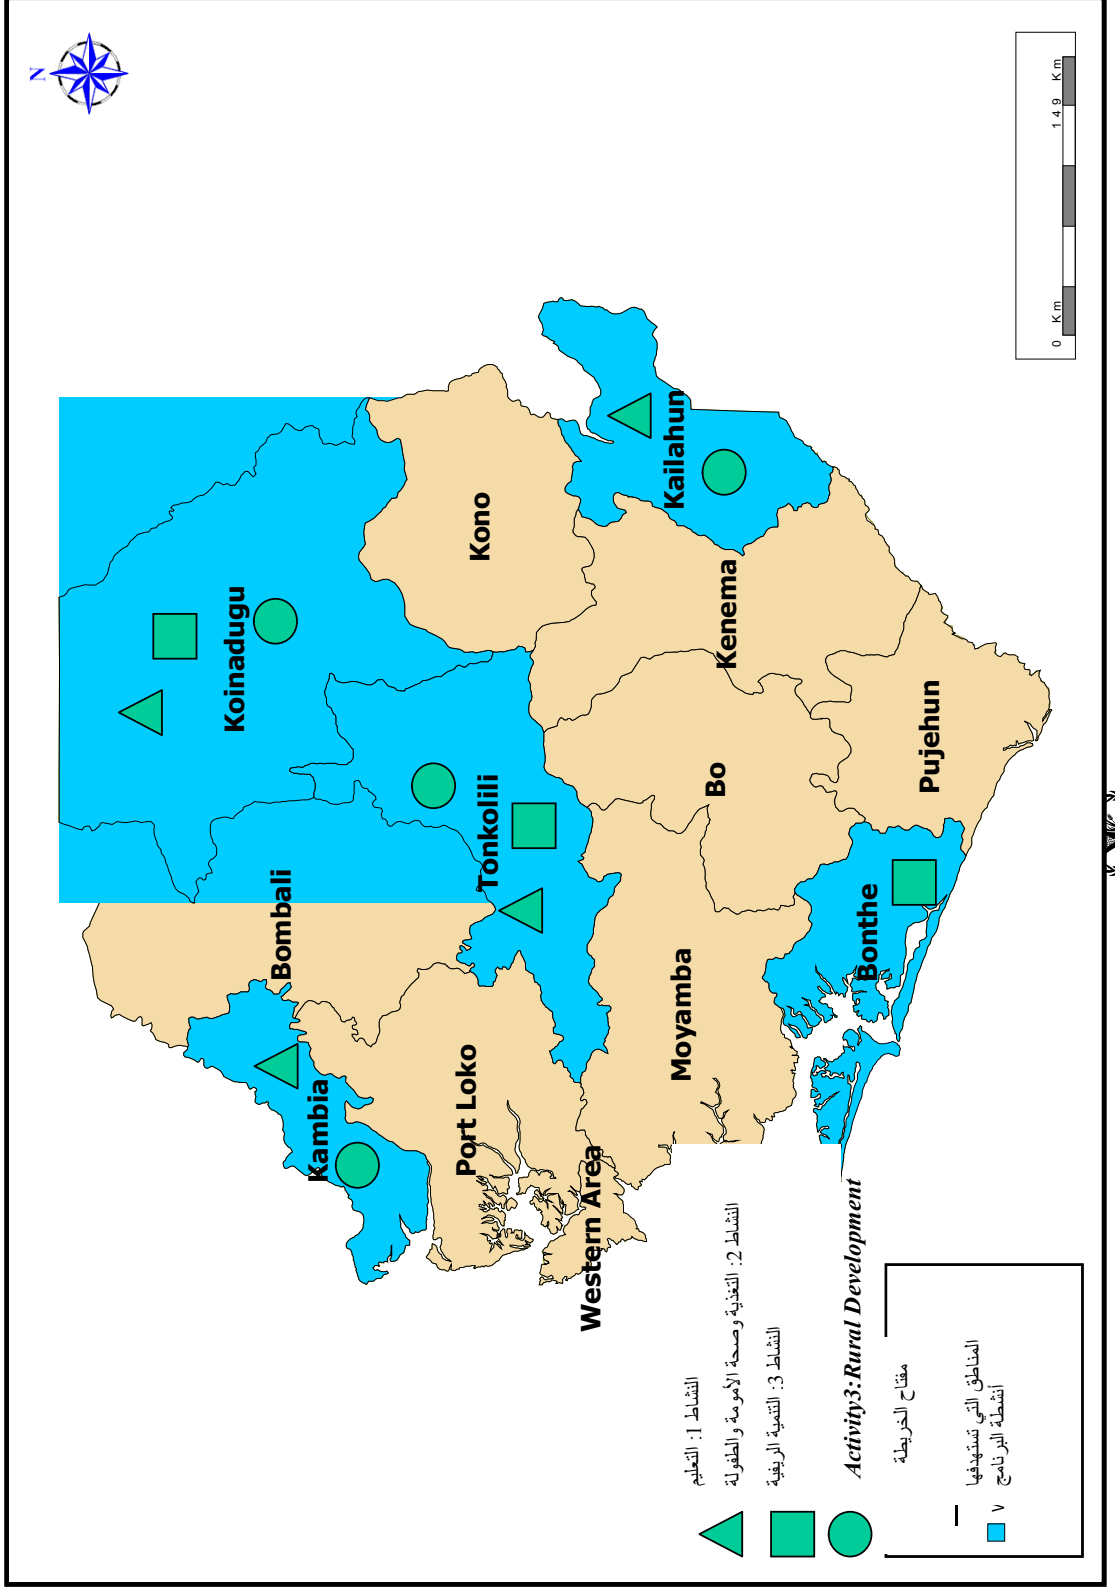 N
0 Km
149 Km
Koinadugu
Bombali
Kambia
Kono
Tonkolili
Port Loko
Kailahun
Kenema
Bo
Moyamba
Western Area
Pujehun
Bonthe
النشاط 1: التعليم
النشاط 2: التغذية وصحة الأمومة والطفولة
النشاط 3: التنمية الريفية
Activity3:Rural Development
مفتاح الخريطة
المناطق التي تستهدفها
أنشطة البرنامج